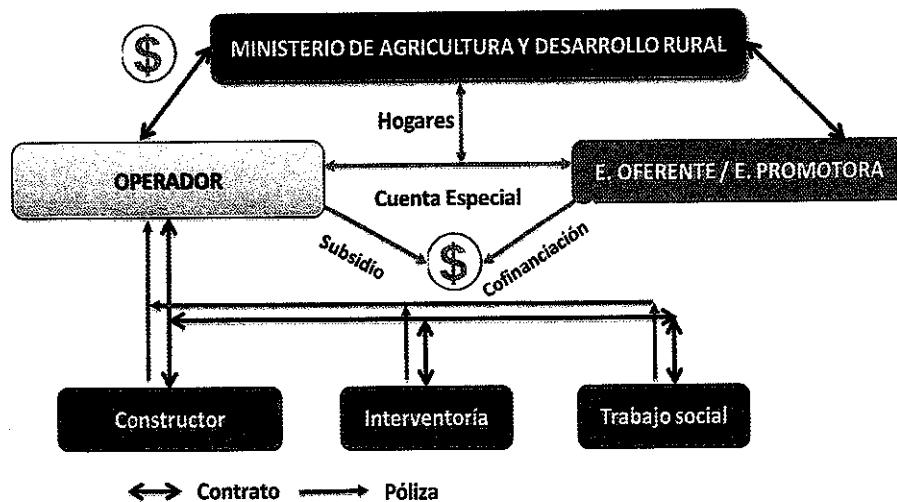 MINISTERIO DE AGRICULTURA Y DESARROLLO RURAL
$
Hogares
OPERADOR
E. OFERENTE / E. PROMOTORA
Cuenta Especial
Subsidio
$
Cofinanciación
Constructor
Interventoría
Trabajo social
Contrato
Póliza